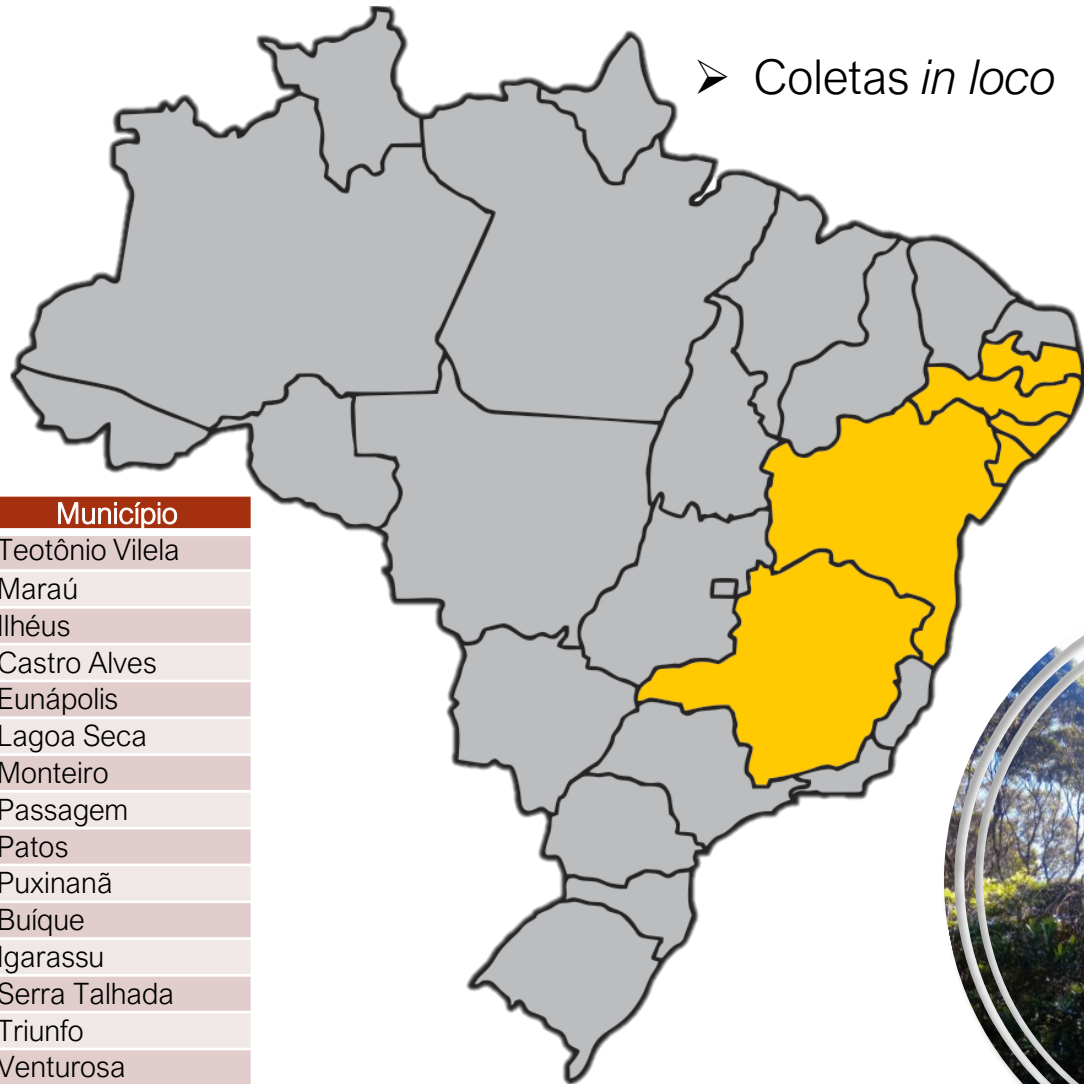 ➢ Coletas in loco
Município
Teotônio Vilela
Maraú
Ilhéus
Castro Alves
Eunápolis
Lagoa Seca
Monteiro
Passagem
Patos
Puxinanã
Buíque
Igarassu
Serra Talhada
Triunfo
Venturosa